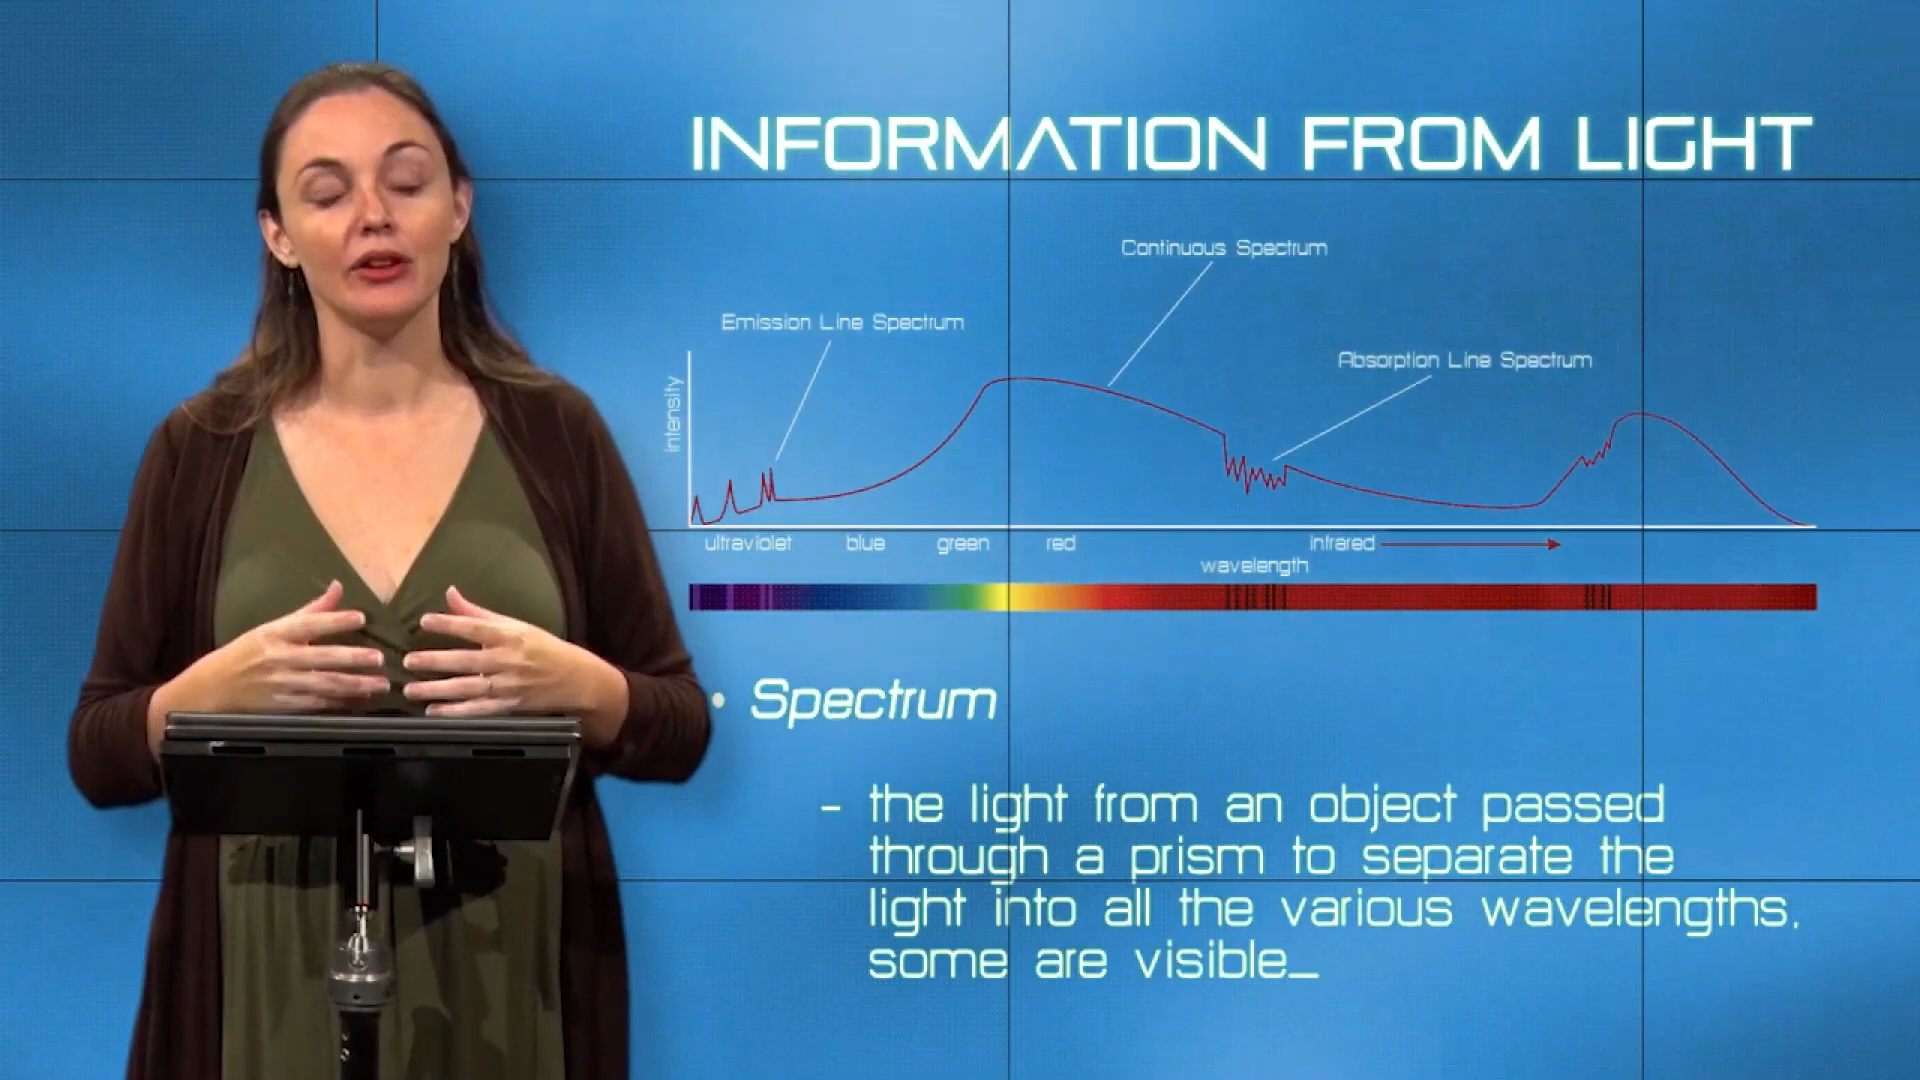 INFORMATION FROM LIGHT
Continuous Spectrum
Emission Line Spectrum
Absorption Line Spectrum
intensity
ultraviolet blue green red infrared
wavelength
• Spectrum
- the light from an object passed
through a prism to separate the
light into all the various wavelengths,
some are visible_